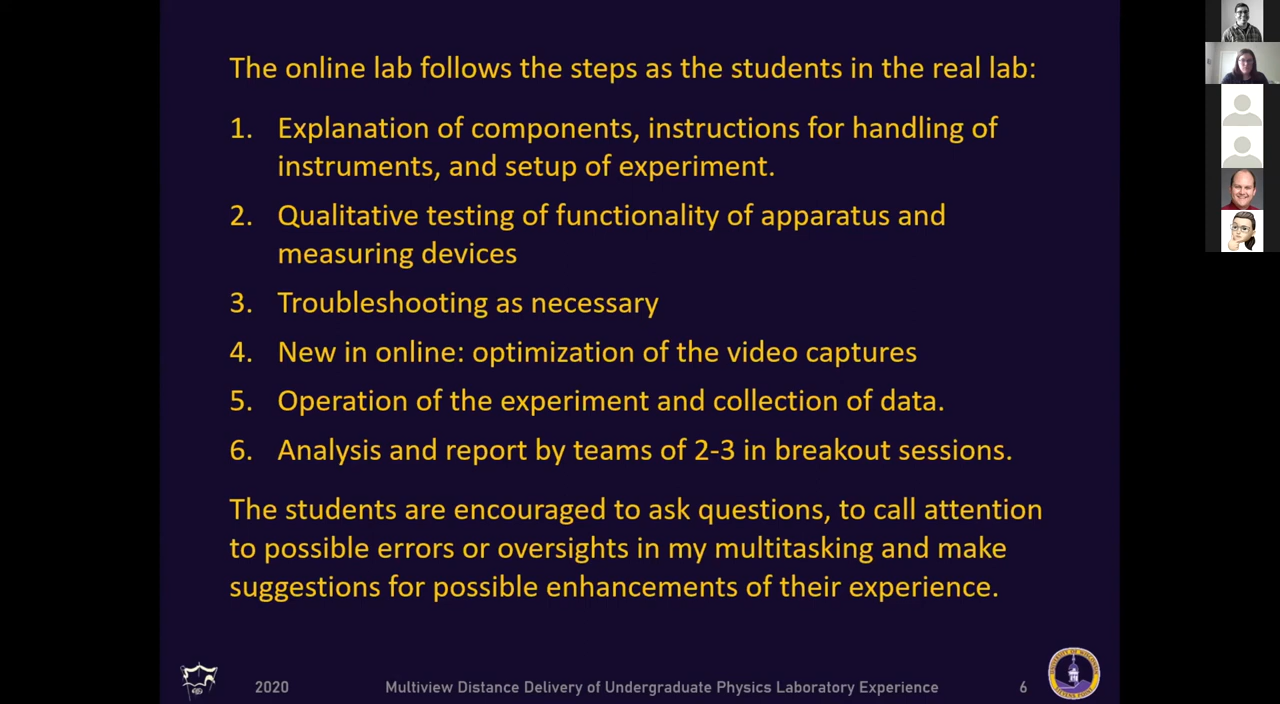 The online lab follows the steps as the students in the real lab:
1. Explanation of components, instructions for handling of
instruments, and setup of experiment.
2. Qualitative testing of functionality of apparatus and
measuring devices
3. Troubleshooting as necessary
4. New in online: optimization of the video captures
5. Operation of the experiment and collection of data.
6. Analysis and report by teams of 2-3 in breakout sessions.
The students are encouraged to ask questions, to call attention
to possible errors or oversights in my multitasking and make
suggestions for possible enhancements of their experience.
2020 Multiview Distance Delivery of Undergraduate Physics Laboratory Experience 6